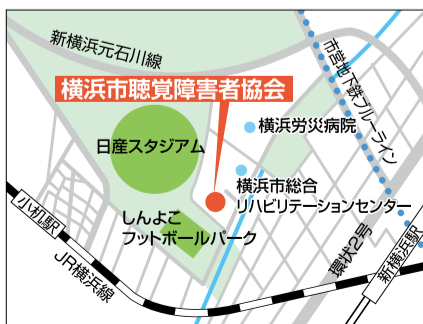 新横浜元石川線
市営地下鉄ブルーライン
横浜市聴覚障害者協会
横浜労災病院
日産スタジアム
横浜市総合
リハビリテーションセンター
しんよこ
フットボールパーク
小机駅
JR横浜線
環状2号
新横浜駅